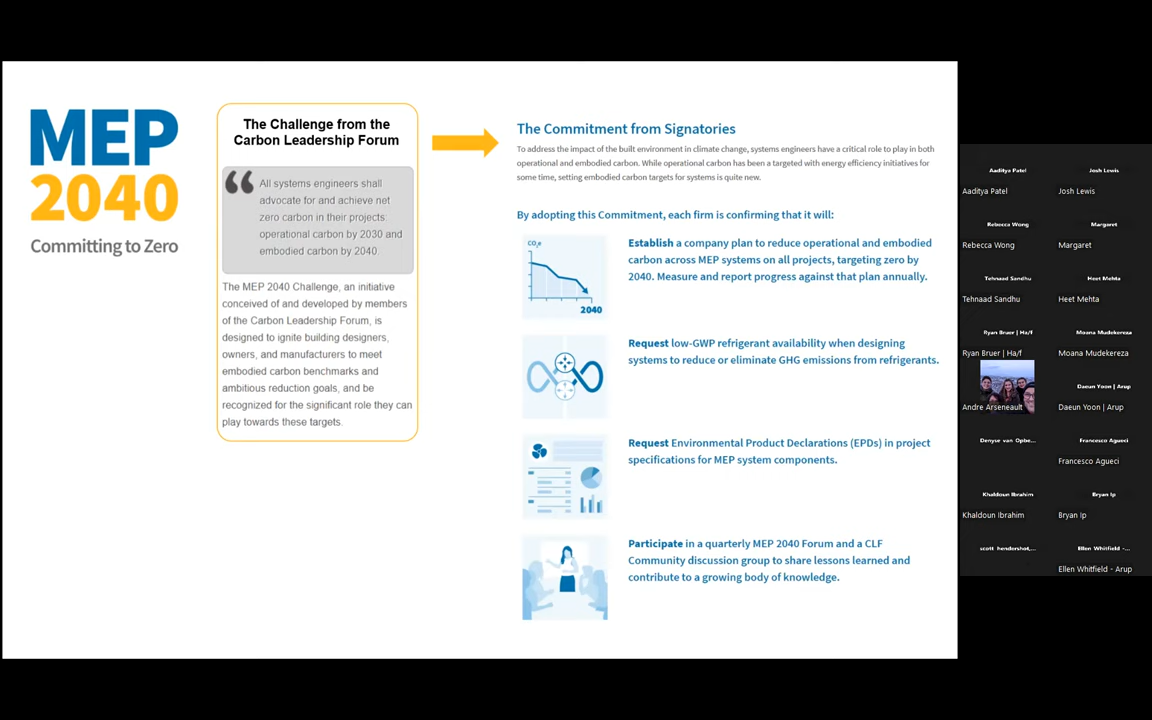 MEP
2040
Committing to Zero
The Challenge from the
Carbon Leadership Forum
“
All systems engineers shall
advocate for and achieve net
zero carbon in their projects:
operational carbon by 2030 and
embodied carbon by 2040.
The MEP 2040 Challenge, an initiative
conceived of and developed by members
of the Carbon Leadership Forum, is
designed to ignite building designers,
owners, and manufacturers to meet
embodied carbon benchmarks and
ambitious reduction goals, and be
recognized for the significant role they can
play towards these targets.
The Commitment from Signatories
To address the impact of the built environment in climate change, systems engineers have a critical role to play in both
operational and embodied carbon. While operational carbon has been a targeted with energy efficiency initiatives for
some time, setting embodied carbon targets for systems is quite new.
By adopting this Commitment, each firm is confirming that it will:
CO₂e
2040
Establish a company plan to reduce operational and embodied
carbon across MEP systems on all projects, targeting zero by
2040. Measure and report progress against that plan annually.
Request low-GWP refrigerant availability when designing
systems to reduce or eliminate GHG emissions from refrigerants.
Request Environmental Product Declarations (EPDs) in project
specifications for MEP system components.
Participate in a quarterly MEP 2040 Forum and a CLF
Community discussion group to share lessons learned and
contribute to a growing body of knowledge.
Aaditya Patel
Josh Lewis
Aaditya Patel
Josh Lewis
Rebecca Wong
Margaret
Rebecca Wong
Margaret
Tehnaad Sandhu
Heet Mehta
Tehnaad Sandhu
Heet Mehta
Ryan Bruer | Ha/f
Moana Mudekereza
Ryan Bruer | Ha/f
Moana Mudekereza
Daeun Yoon | Arup
Andre Arseneault
Daeun Yoon | Arup
Denyse van Opbe...
Francesco Agueci
Francesco Agueci
Khaldoun Ibrahim
Bryan Ip
Khaldoun Ibrahim
Bryan Ip
scott hendershot,...
Ellen Whitfield -...
Ellen Whitfield - Arup